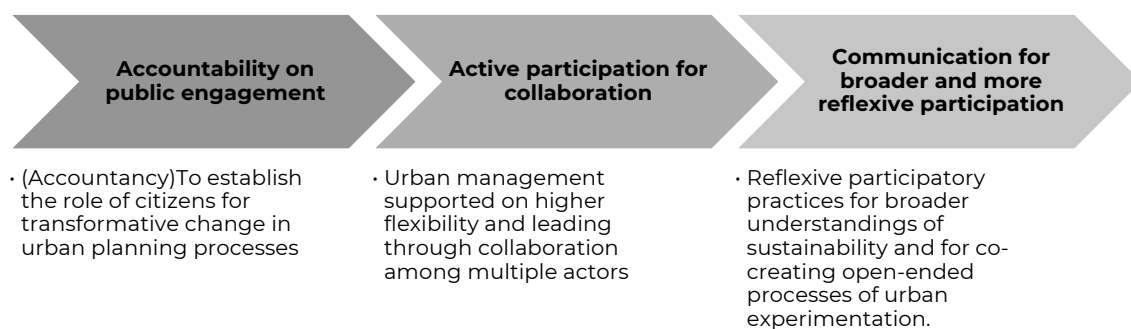 Accountability on
public engagement
Active participation for
collaboration
Communication for
broader and more
reflexive participation
· (Accountancy)To establish
the role of citizens for
transformative change in
urban planning processes
· Urban management
supported on higher
flexibility and leading
through collaboration
among multiple actors
· Reflexive participatory
practices for broader
understandings of
sustainability and for co-
creating open-ended
processes of urban
experimentation.